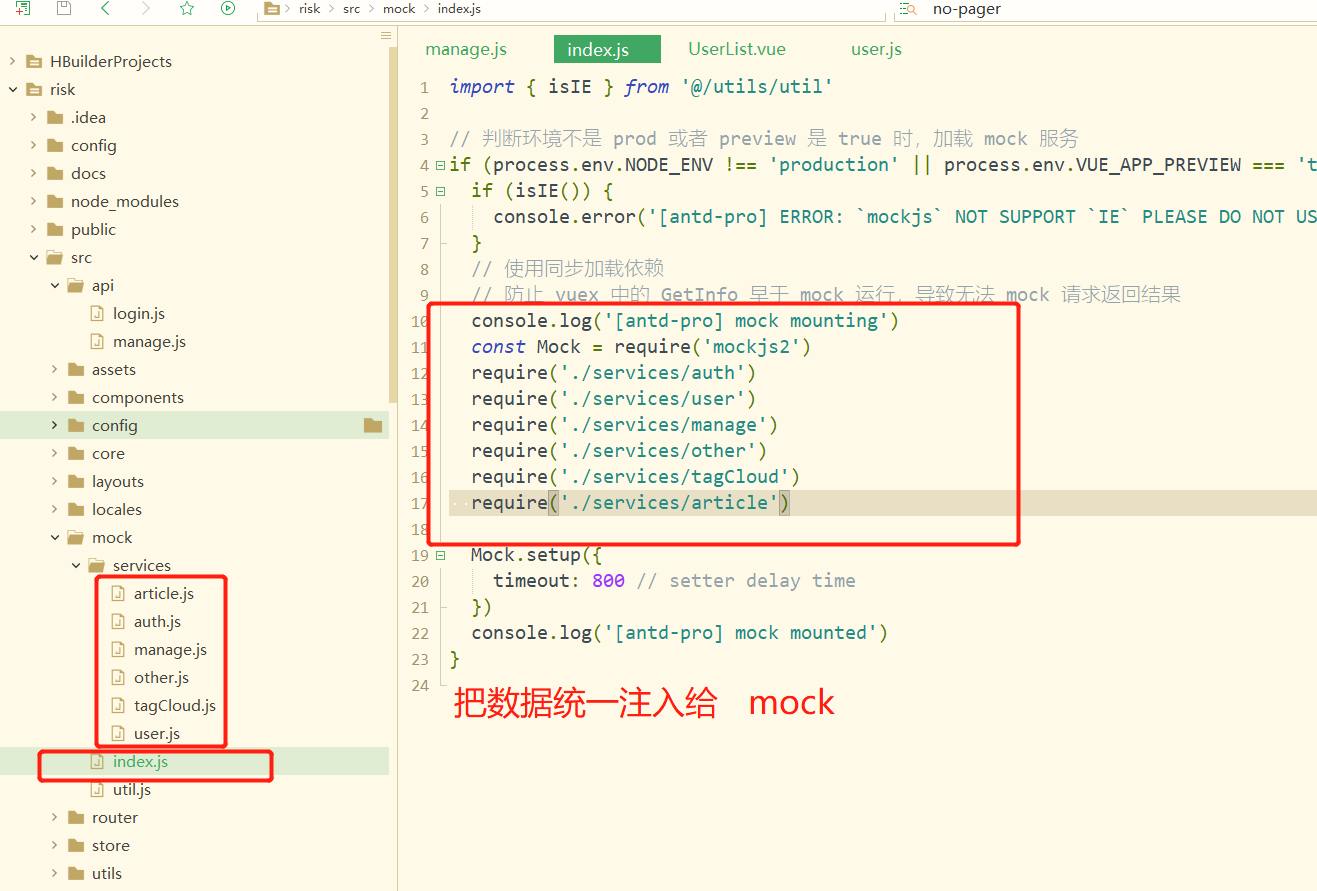 risk src mock index.js
no-pager
HBuilderProjects
risk
.idea
config
docs
node_modules
public
src
api
login.js
manage.js
assets
components
config
core
layouts
locales
mock
services
article.js
auth.js
manage.js
other.js
tagCloud.js
user.js
index.js
util.js
router
store
utils
manage.js index.js UserList.vue user.js
1 import { isIE } from '@/utils/util'
2
3 // 判断环境不是 prod 或者 preview 是 true 时，加载 mock 服务
4 if (process.env.NODE_ENV !== 'production' || process.env.VUE_APP_PREVIEW === 't
5 if (isIE()) {
6 console.error('[antd-pro] ERROR: `mockjs` NOT SUPPORT `IE` PLEASE DO NOT US
7 }
8 // 使用同步加载依赖
9 // 防止 vuex 中的 GetInfo 早于 mock 运行，导致无法 mock 请求返回结果
10 console.log('[antd-pro] mock mounting')
11 const Mock = require('mockjs2')
12 require('./services/auth')
13 require('./services/user')
14 require('./services/manage')
15 require('./services/other')
16 require('./services/tagCloud')
17 require('./services/article')
18
19 Mock.setup({
20 timeout: 800 // setter delay time
21 })
22 console.log('[antd-pro] mock mounted')
23 }
24
把数据统一注入给 mock